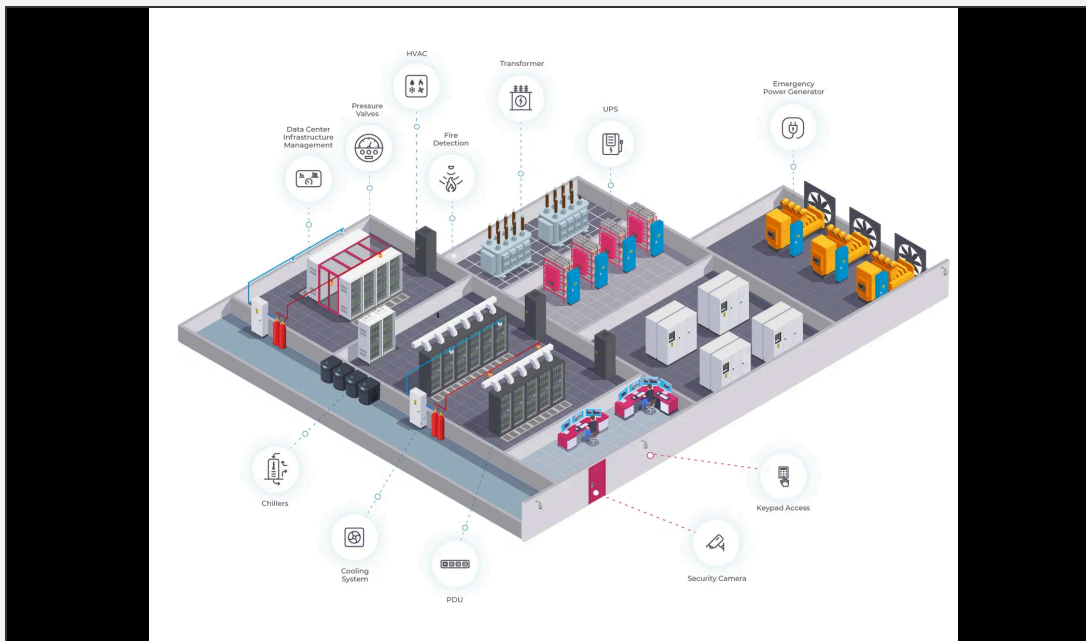 HVAC
Transformer
Emergency
Power Generator
Pressure
Valves
UPS
Data Center
Infrastructure
Management
Fire
Detection
Chillers
Keypad Access
Cooling
System
Security Camera
PDU